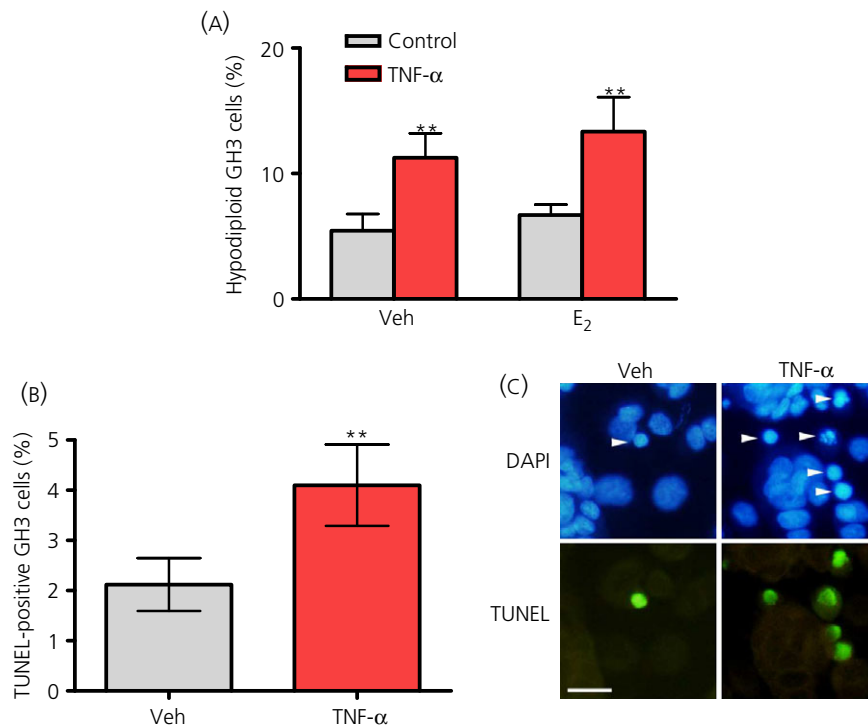 (A)
Control
TNF-α
Hypodiploid GH3 cells (%)
20
10
0
**
**
Veh
E2
(B)
TUNEL-positive GH3 cells (%)
5
4
3
2
1
0
**
Veh
TNF-α
(C)
Veh
TNF-α
DAPI
TUNEL